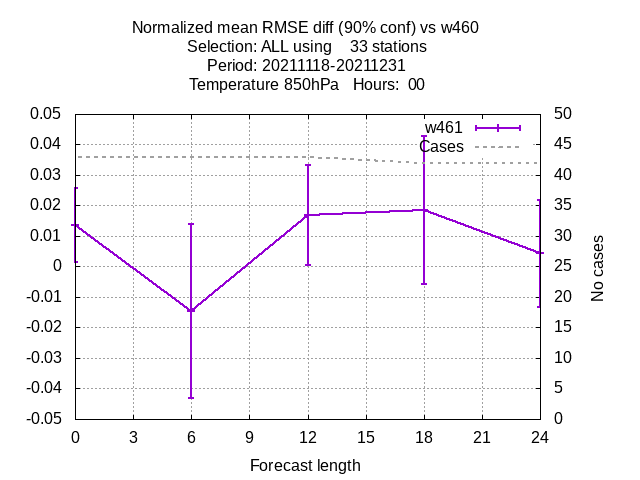 Normalized mean RMSE diff (90% conf) vs w460
Selection: ALL using    33 stations
Period: 20211118-20211231
Temperature 850hPa   Hours:  00
w461
Cases
0.05
0.04
0.03
0.02
0.01
0
-0.01
-0.02
-0.03
-0.04
-0.05
50
45
40
35
30
25
20
15
10
5
0
No cases
0 3 6 9 12 15 18 21 24
Forecast length